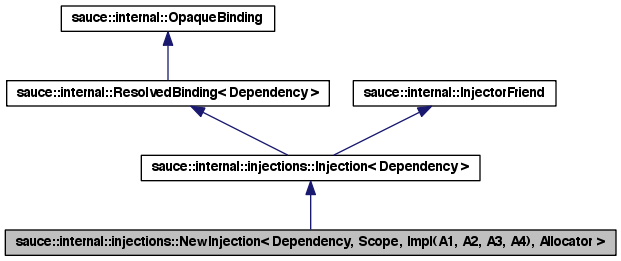 sauce::internal::OpaqueBinding
sauce::internal::ResolvedBinding< Dependency >
sauce::internal::InjectorFriend
sauce::internal::injections::Injection< Dependency >
sauce::internal::injections::NewInjection< Dependency, Scope, Impl(A1, A2, A3, A4), Allocator >